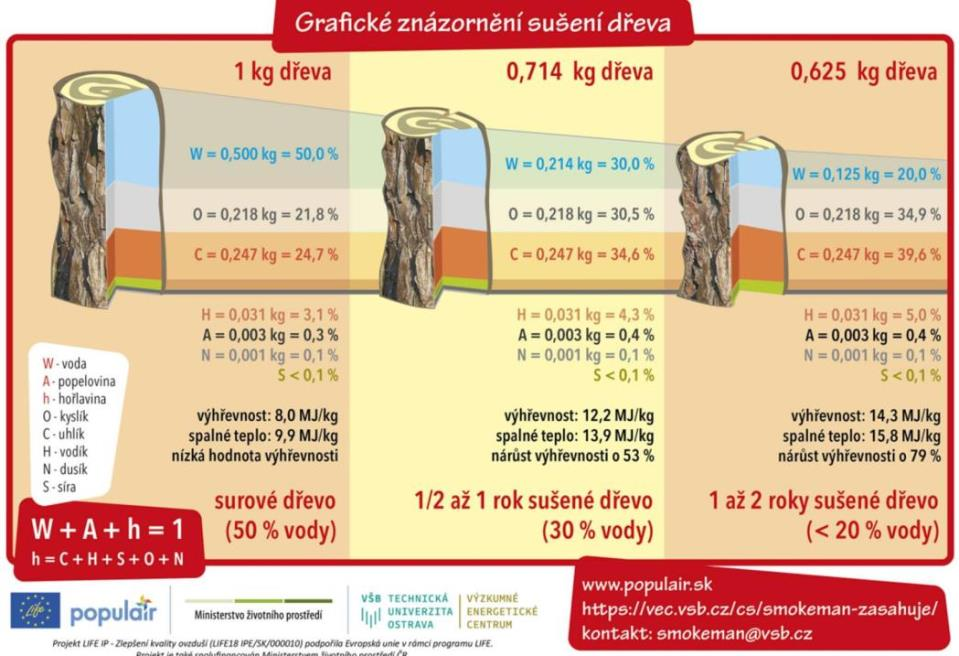 Grafické znázornění sušení dřeva
1 kg dřeva
W = 0,500 kg = 50,0 %
O = 0,218 kg = 21,8 %
C = 0,247 kg = 24,7 %
H = 0,031 kg = 3,1 %
A = 0,003 kg = 0,3 %
N = 0,001 kg = 0,1 %
S < 0,1 %
výhřevnost: 8,0 MJ/kg
spalné teplo: 9,9 MJ/kg
nízká hodnota výhřevnosti
surové dřevo
(50 % vody)
0,714 kg dřeva
W = 0,214 kg = 30,0 %
O = 0,218 kg = 30,5 %
C = 0,247 kg = 34,6 %
H = 0,031 kg = 4,3 %
A = 0,003 kg = 0,4 %
N = 0,001 kg = 0,1 %
S < 0,1 %
výhřevnost: 12,2 MJ/kg
spalné teplo: 13,9 MJ/kg
nárůst výhřevnosti o 53 %
1/2 až 1 rok sušené dřevo
(30 % vody)
0,625 kg dřeva
W = 0,125 kg = 20,0 %
O = 0,218 kg = 34,9 %
C = 0,247 kg = 39,6 %
H = 0,031 kg = 5,0 %
A = 0,003 kg = 0,4 %
N = 0,001 kg = 0,1 %
S < 0,1 %
výhřevnost: 14,3 MJ/kg
spalné teplo: 15,8 MJ/kg
nárůst výhřevnosti o 79 %
1 až 2 roky sušené dřevo
(< 20 % vody)
W - voda
A - popelovina
h - hořlavina
O - kyslík
C - uhlík
H - vodík
N - dusík
S - síra
W + A + h = 1
h = C + H + S + O + N
Life
populair
Ministerstvo životního prostředí
VŠB TECHNICKÁ
UNIVERZITA
OSTRAVA
VÝZKUMNÉ
ENERGETICKÉ
CENTRUM
www.populair.sk
https://vec.vsb.cz/cs/smokeman-zasahuje/
kontakt: smokeman@vsb.cz
Projekt LIFE IP - Zlepšení kvality ovzduší (LIFE18 IPE/SK/000010) podpořila Evropská unie v rámci programu LIFE.
Projekt je také spolufinancován Ministerstvem životního prostředí ČR.